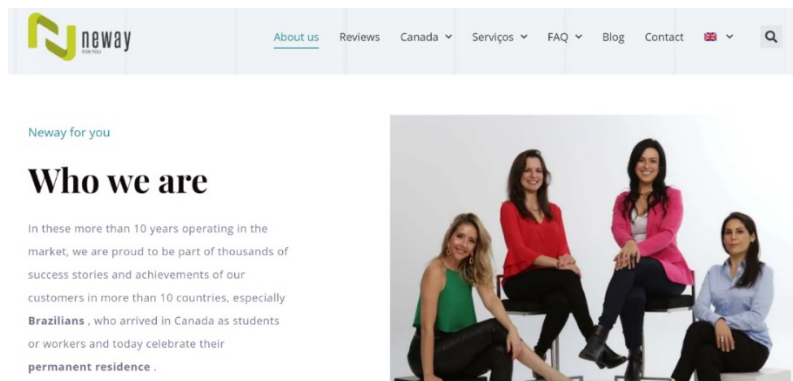 neway
FOR YOU
About us Reviews Canada Serviços FAQ Blog Contact
Neway for you
Who we are
In these more than 10 years operating in the
market, we are proud to be part of thousands of
success stories and achievements of our
customers in more than 10 countries, especially
Brazilians , who arrived in Canada as students
or workers and today celebrate their
permanent residence .